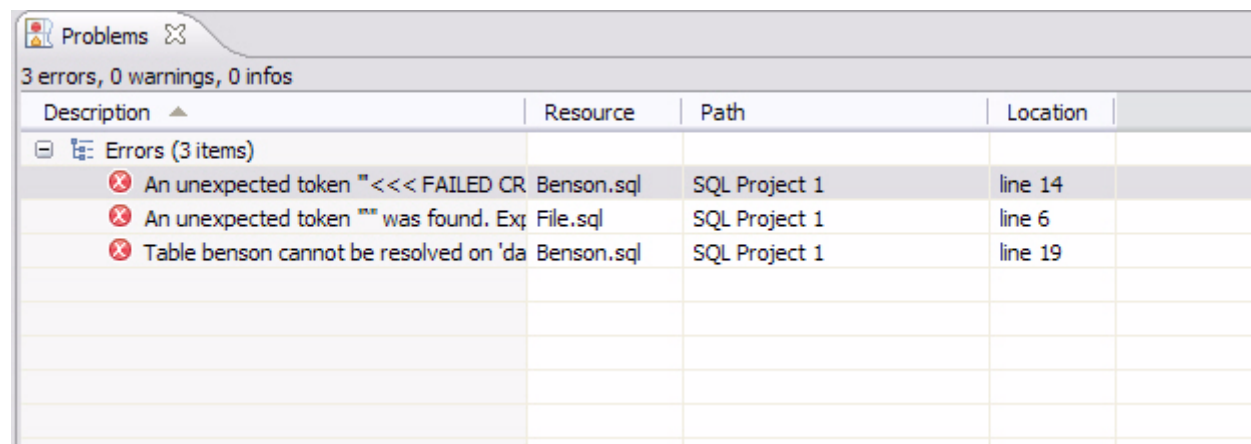 Problems
3 errors, 0 warnings, 0 infos
Description Resource Path Location
Errors (3 items)
An unexpected token "'<<< FAILED CR Benson.sql SQL Project 1 line 14
An unexpected token "'" was found. Exp File.sql SQL Project 1 line 6
Table benson cannot be resolved on 'da Benson.sql SQL Project 1 line 19